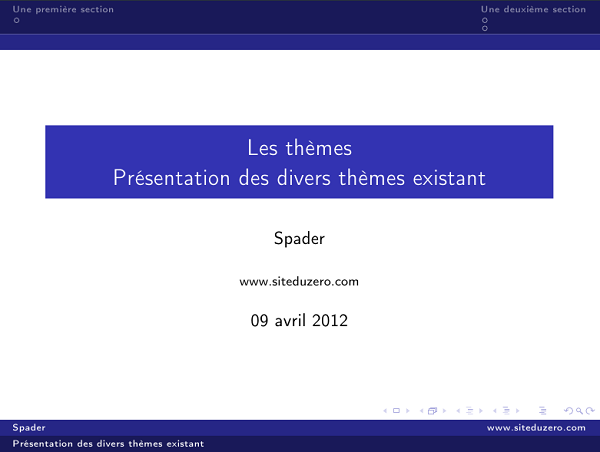 Une première section
Une deuxiéme section
Les thèmes
Présentation des divers thèmes existant
Spader
www.siteduzero.com
09 avril 2012
Spader
www.siteduzero.com
Présentation des divers thèmes existant